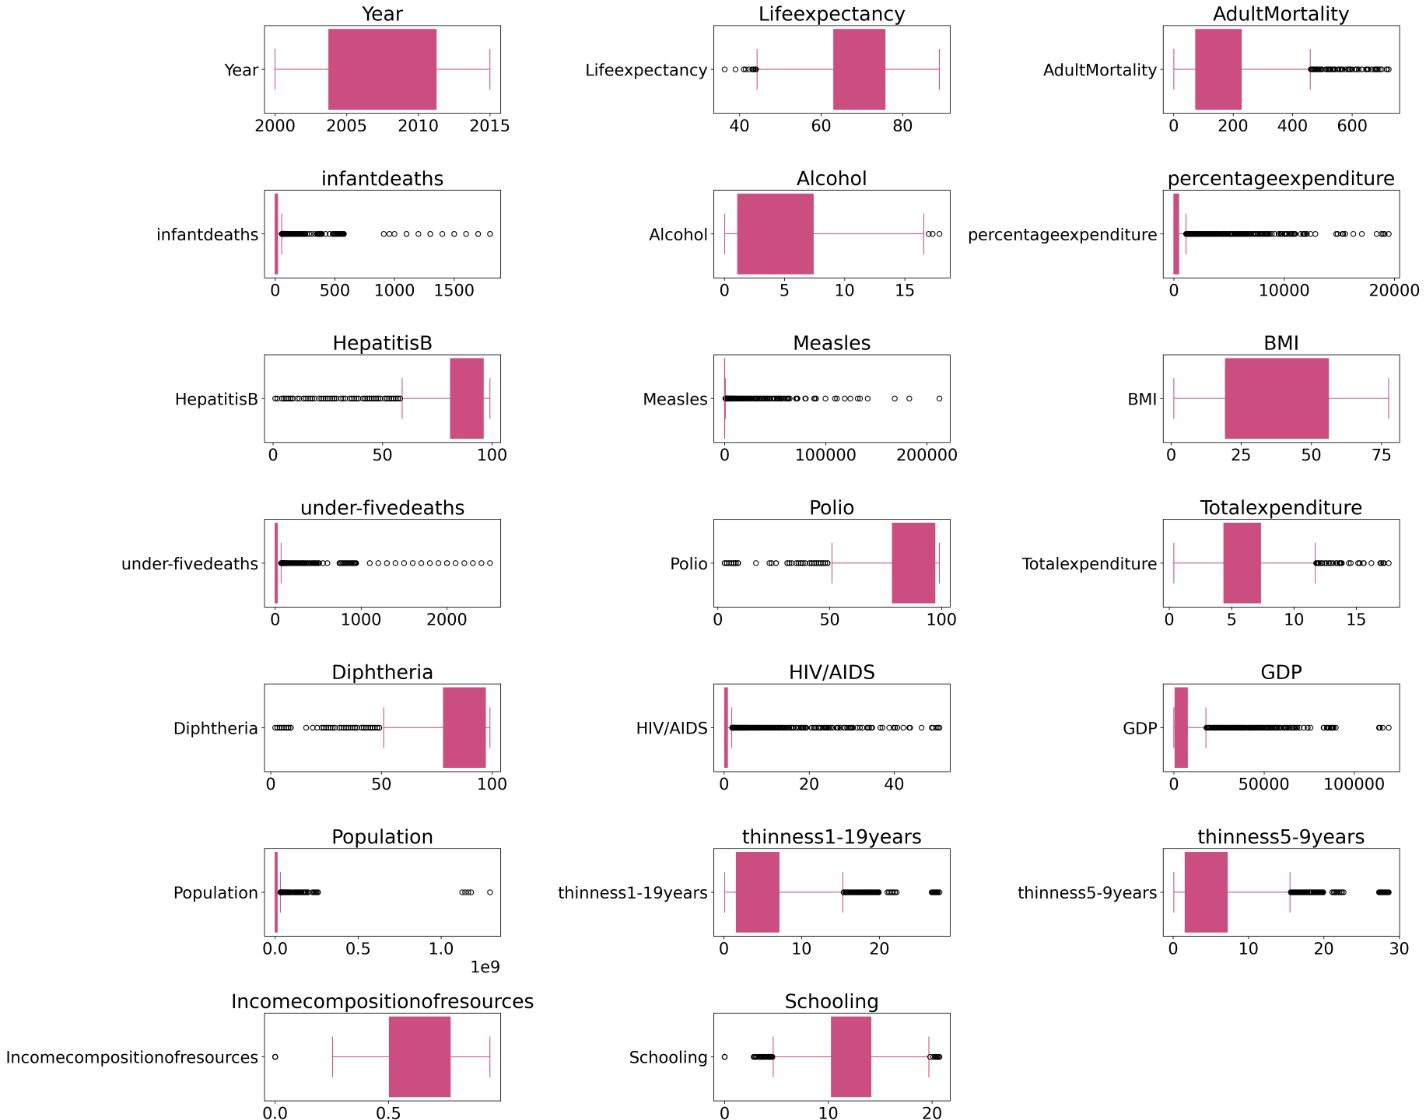 Year
Year
2000 2005 2010 2015
Lifeexpectancy
Lifeexpectancy
40 60 80
AdultMortality
AdultMortality
0 200 400 600
infantdeaths
infantdeaths
0 500 1000 1500
Alcohol
Alcohol
0 5 10 15
percentageexpenditure
percentageexpenditure
0 10000 20000
HepatitisB
HepatitisB
0 50 100
Measles
Measles
0 100000 200000
BMI
BMI
0 25 50 75
under-fivedeaths
under-fivedeaths
0 1000 2000
Polio
Polio
0 50 100
Totalexpenditure
Totalexpenditure
0 5 10 15
Diphtheria
Diphtheria
0 50 100
HIV/AIDS
HIV/AIDS
0 20 40
GDP
GDP
0 50000 100000
Population
Population
0.0 0.5 1.0
1e9
thinness1-19years
thinness1-19years
0 10 20
thinness5-9years
thinness5-9years
0 10 20 30
Incomecompositionofresources
Incomecompositionofresources
0.0 0.5
Schooling
Schooling
0 10 20